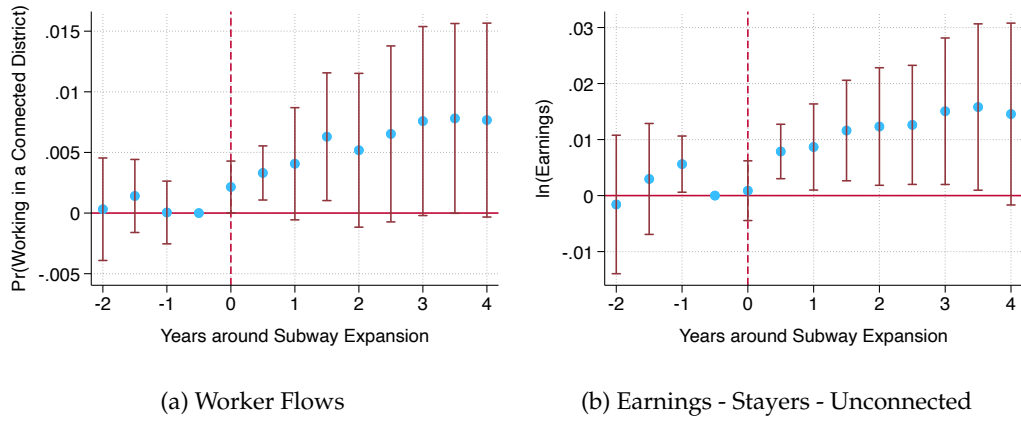 Pr(Working in a Connected District)
.015
.01
.005
0
-.005
-2 -1 0 1 2 3 4
Years around Subway Expansion
(a) Worker Flows
ln(Earnings)
.03
.02
.01
0
-.01
-2 -1 0 1 2 3 4
Years around Subway Expansion
(b) Earnings - Stayers - Unconnected